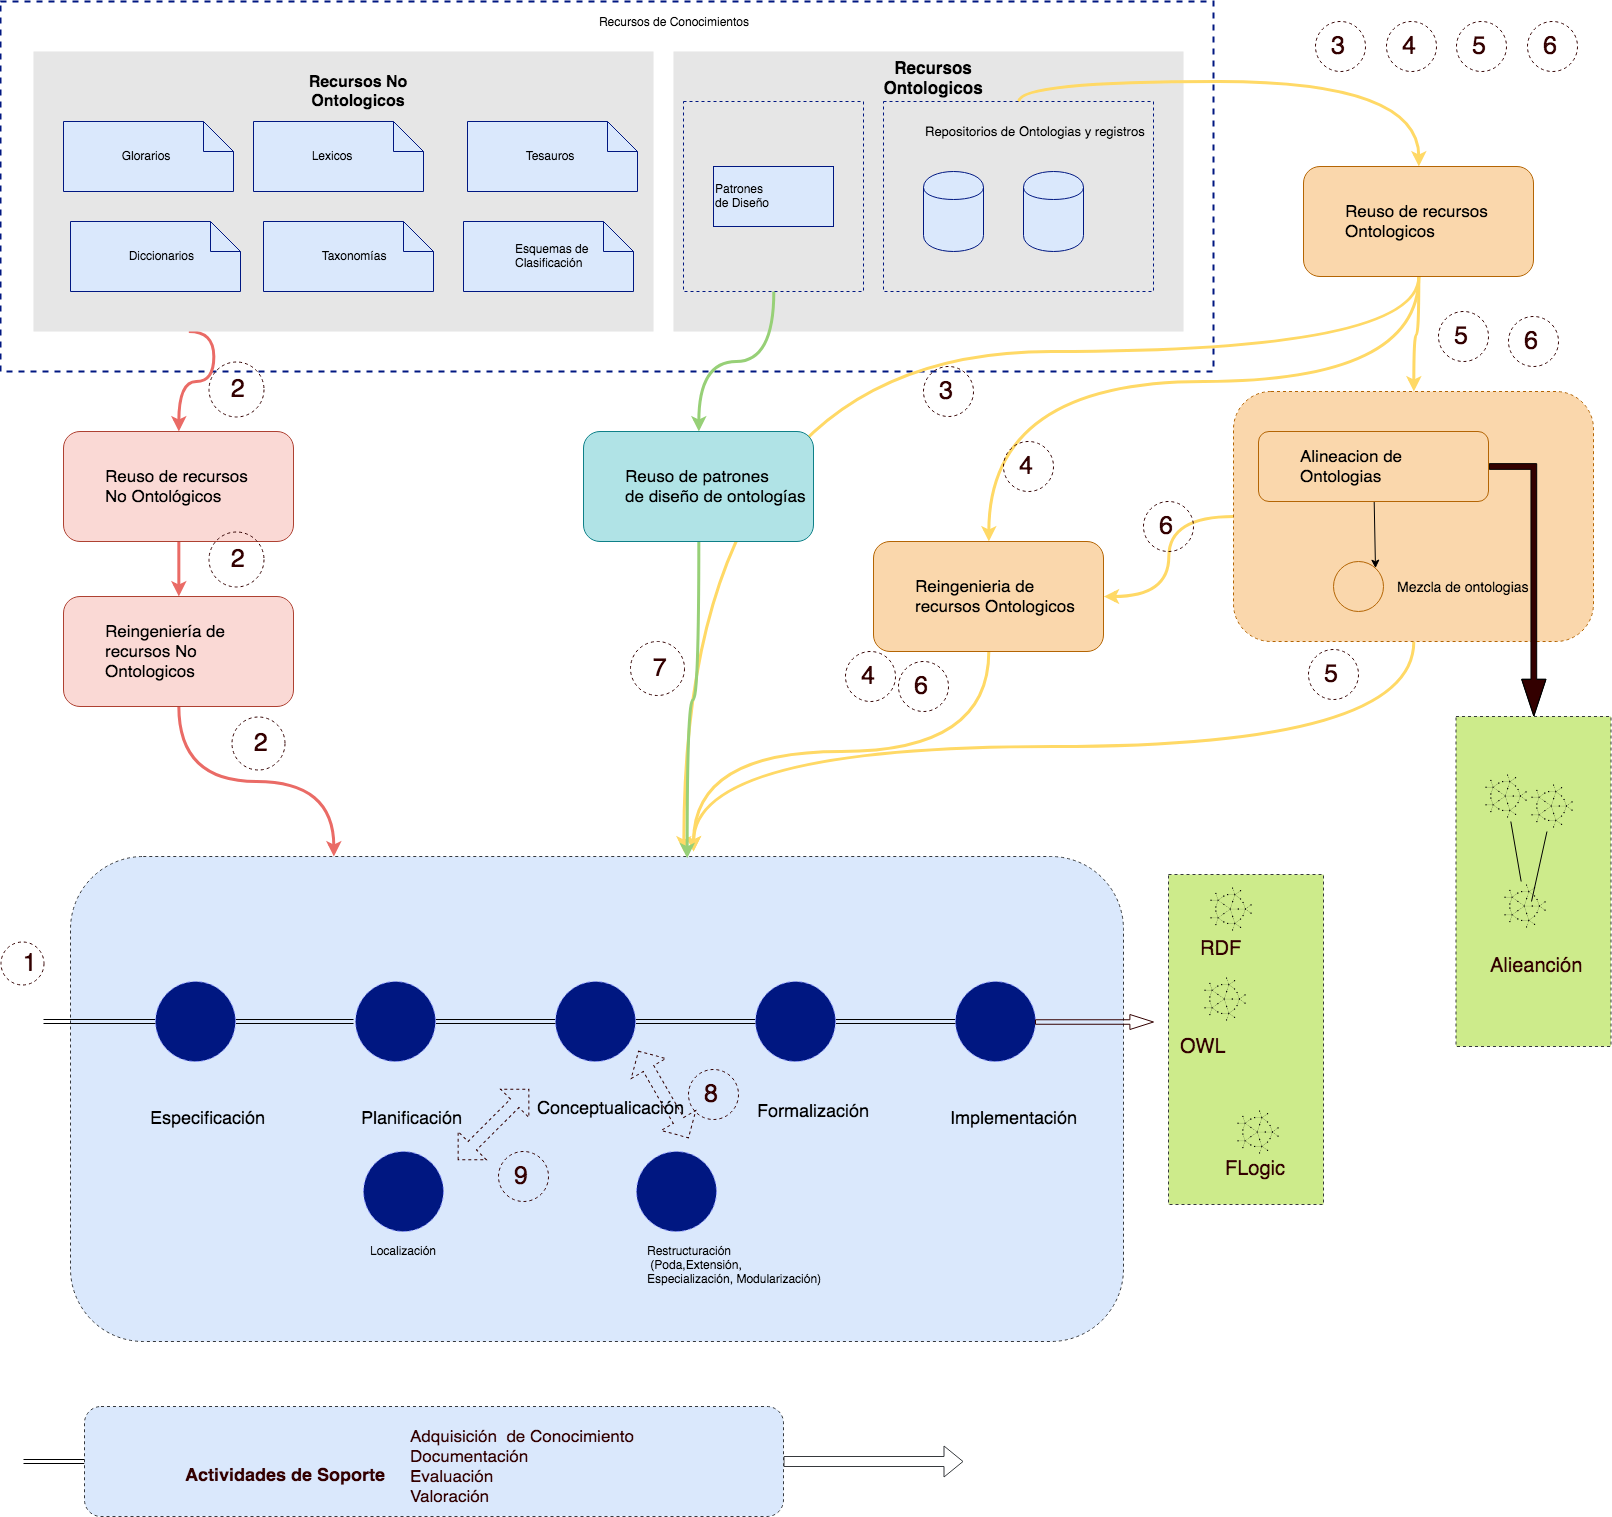 Recursos de Conocimientos
Recursos No
Ontologicos
Glorarios
Lexicos
Tesauros
Diccionarios
Taxonomías
Esquemas de
Clasificación
Recursos
Ontologicos
Patrones
de Diseño
Repositorios de Ontologias y registros
3
4
5
6
Reuso de recursos
Ontologicos
5
6
2
3
4
Reuso de recursos
No Ontológicos
Reuso de patrones
de diseño de ontologías
Alineacion de
Ontologias
6
2
Reingenieria de
recursos Ontologicos
Mezcla de ontologias
Reingeniería de
recursos No
Ontologicos
7
4
6
5
2
1
Especificación
Planificación
Conceptualicación
8
Formalización
Implementación
9
Localización
Restructuración
(Poda,Extensión,
Especialización, Modularización)
RDF
OWL
FLogic
Alieanción
Actividades de Soporte
Adquisición de Conocimiento
Documentación
Evaluación
Valoración